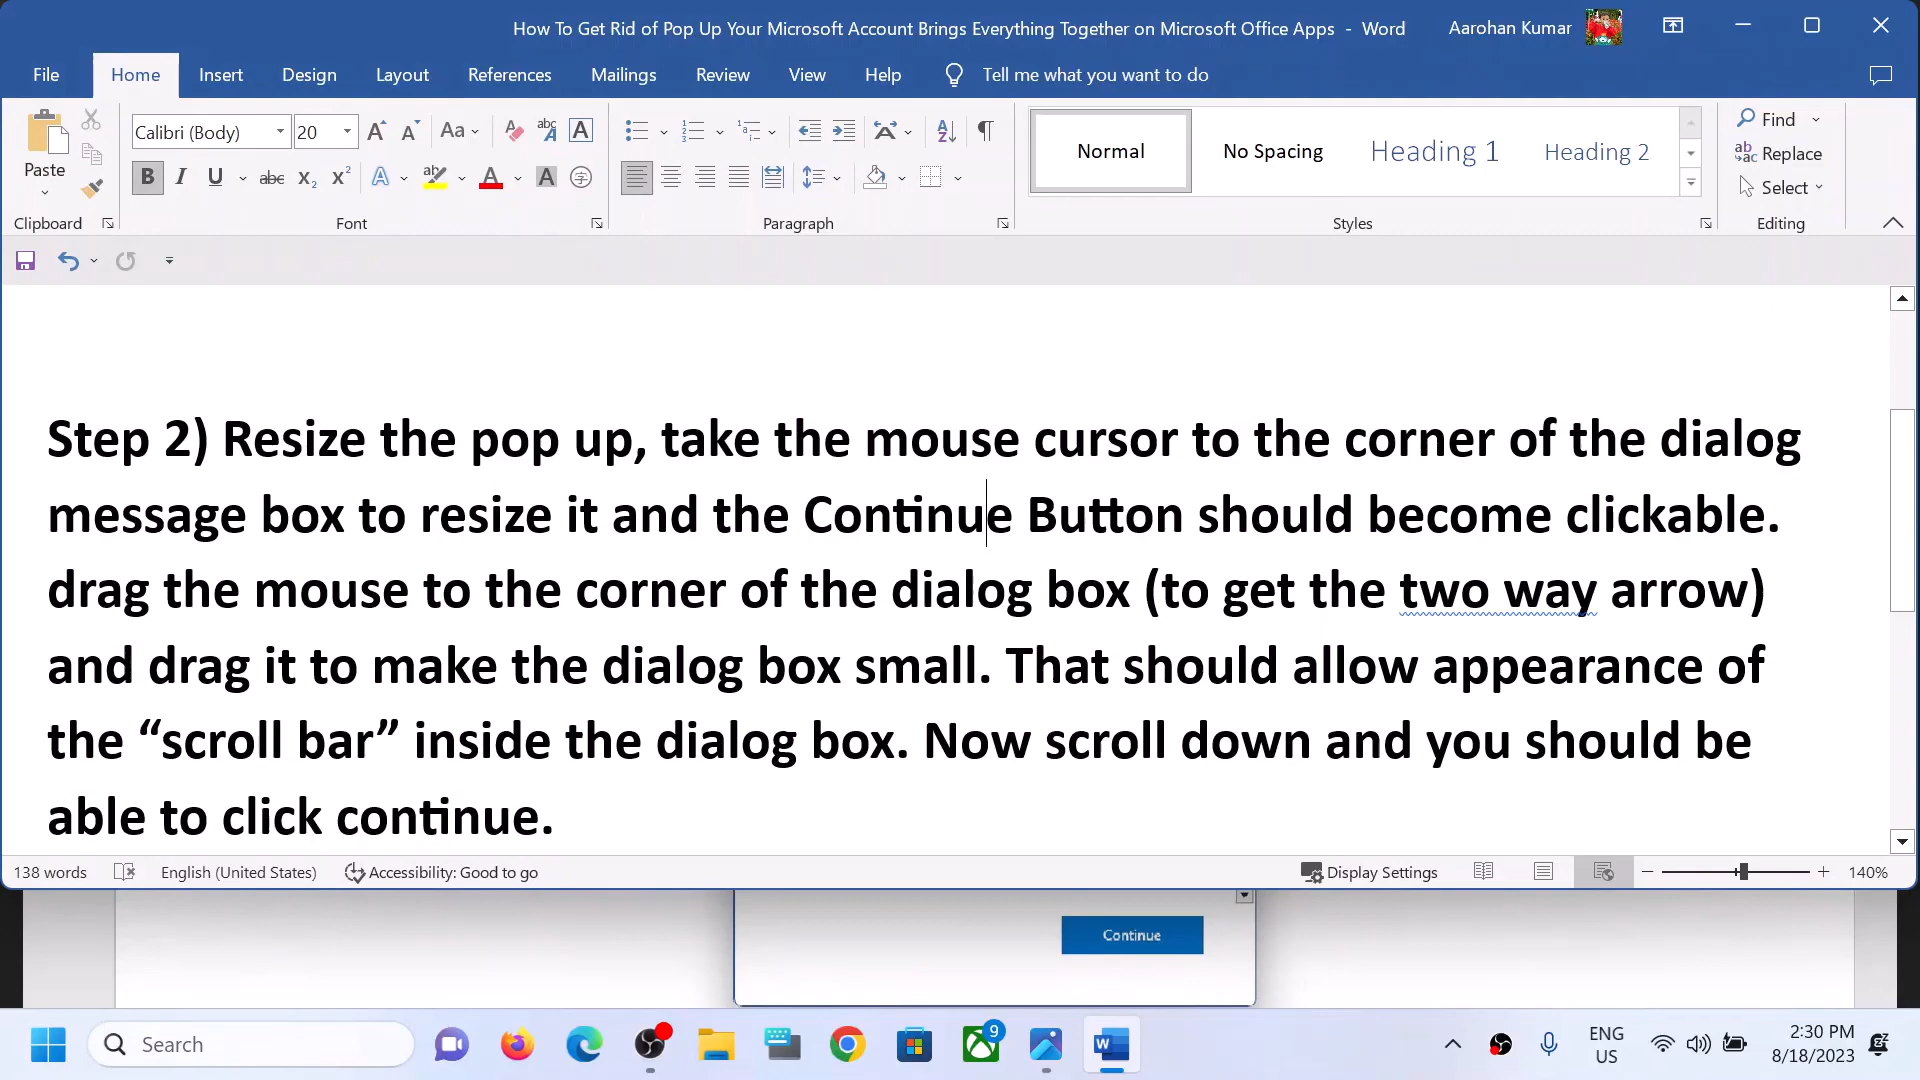 How To Get Rid of Pop Up Your Microsoft Account Brings Everything Together on Microsoft Office Apps - Word
Aarohan Kumar
File Home Insert Design Layout References Mailings Review View Help Tell me what you want to do
Calibri (Body) 20 Aa
Paste
Normal No Spacing Heading 1 Heading 2
Find
Replace
Select
Clipboard Font Paragraph Styles Editing
Step 2) Resize the pop up, take the mouse cursor to the corner of the dialog
message box to resize it and the Continue Button should become clickable.
drag the mouse to the corner of the dialog box (to get the two way arrow)
and drag it to make the dialog box small. That should allow appearance of
the “scroll bar” inside the dialog box. Now scroll down and you should be
able to click continue.
138 words English (United States) Accessibility: Good to go Display Settings 140%
Continue
Search 9 ENG
US 2:30 PM
8/18/2023